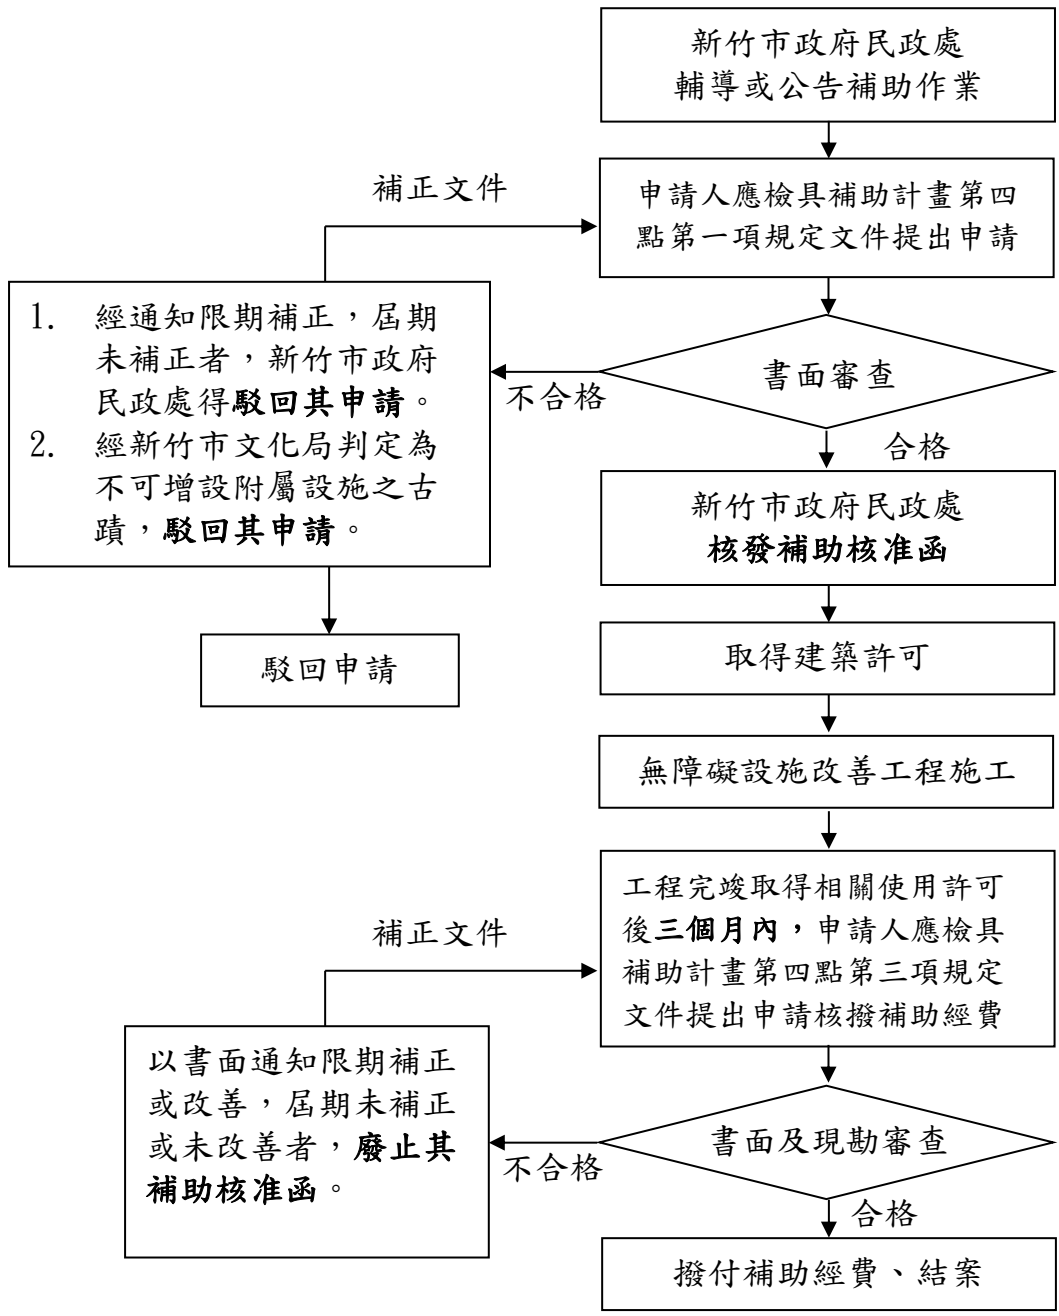 新竹市政府民政處
輔導或公告補助作業
補正文件
申請人應檢具補助計畫第四
點第一項規定文件提出申請
1. 經通知限期補正，屆期
未補正者，新竹市政府
民政處得駁回其申請。
2. 經新竹市文化局判定為
不可增設附屬設施之古
蹟，駁回其申請。
書面審查
不合格
合格
新竹市政府民政處
核發補助核准函
駁回申請
取得建築許可
無障礙設施改善工程施工
工程完竣取得相關使用許可
後三個月內，申請人應檢具
補助計畫第四點第三項規定
文件提出申請核撥補助經費
補正文件
以書面通知限期補正
或改善，屆期未補正
或未改善者，廢止其
補助核准函。
書面及現勘審查
不合格
合格
撥付補助經費、結案